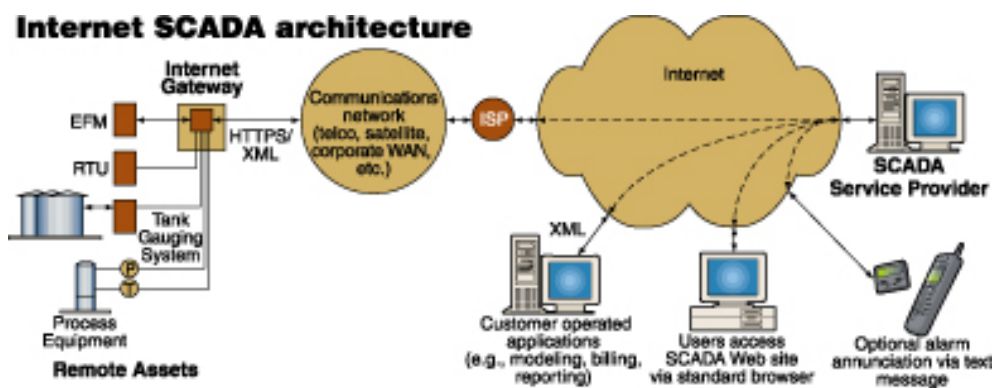 Internet SCADA architecture
Internet
Gateway
EFM
RTU
HTTPS/
XML
Tank
Gauging
System
P
T
Process
Equipment
Remote Assets
Communications
network
(telco, satellite,
corporate WAN,
etc.)
ISP
Internet
SCADA
Service Provider
XML
Customer operated
applications
(e.g., modeling, billing,
reporting)
Users access
SCADA Web site
via standard browser
Optional alarm
annunciation via text
message